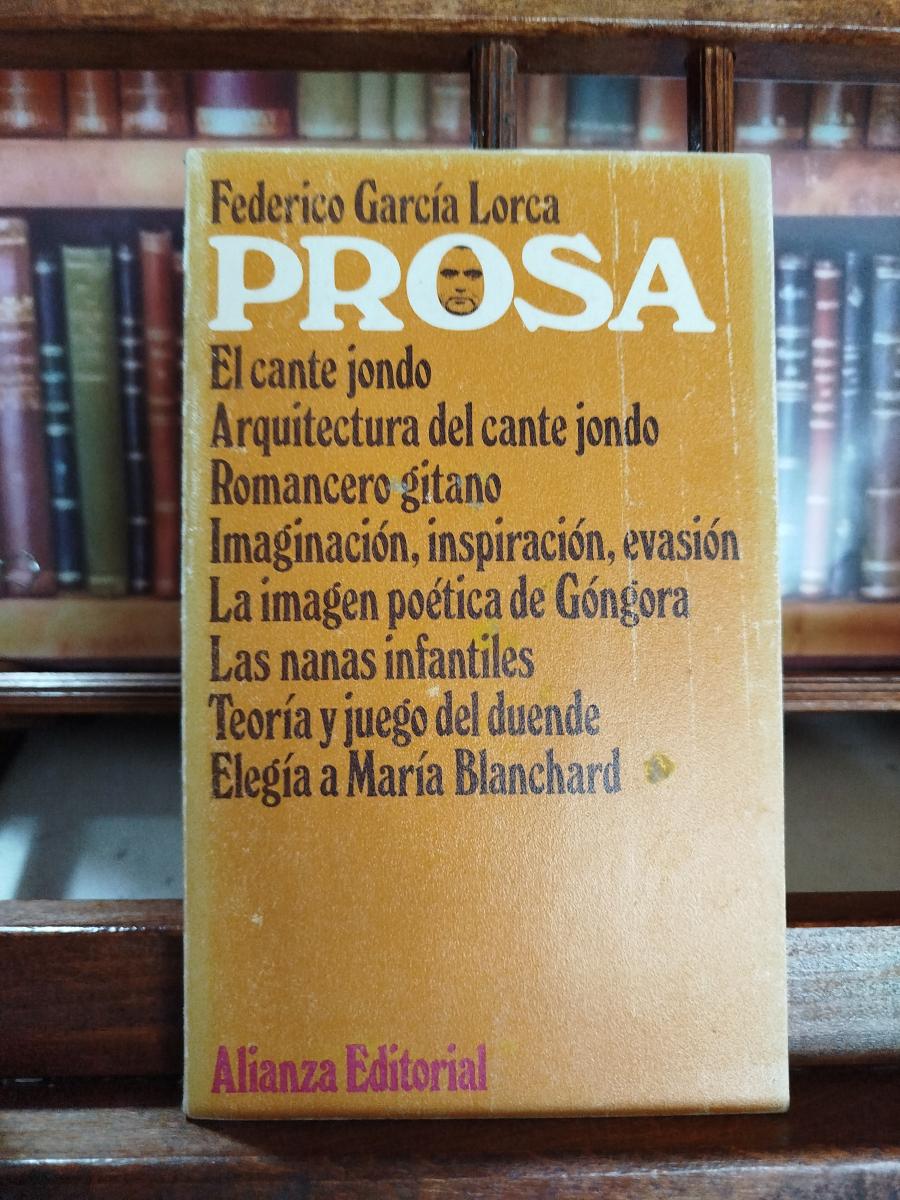 Federico García Lorca
PROSA
El cante jondo
Arquitectura del cante jondo
Romancero gitano
Imaginación, inspiración, evasión
La imagen poética de Góngora
Las nanas infantiles
Teoría y juego del duende
Elegía a María Blanchard
Alianza Editorial